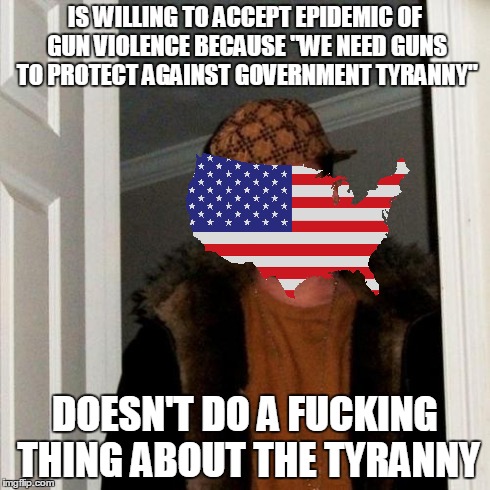 IS WILLING TO ACCEPT EPIDEMIC OF
GUN VIOLENCE BECAUSE "WE NEED GUNS
TO PROTECT AGAINST GOVERNMENT TYRANNY"
DOESN'T DO A FUCKING
THING ABOUT THE TYRANNY
imgflip.com